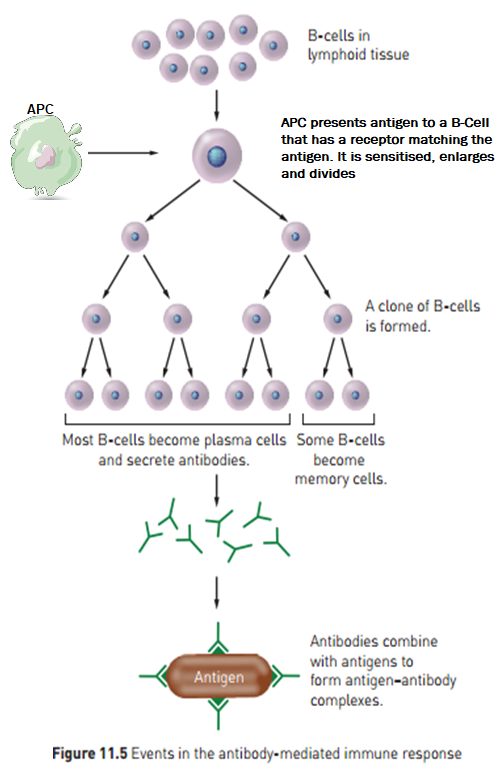 B-cells in
lymphoid tissue
APC
APC presents antigen to a B-Cell
that has a receptor matching the
antigen. It is sensitised, enlarges
and divides
A clone of B-cells
is formed.
Most B-cells become plasma cells
and secrete antibodies.
Some B-cells
become
memory cells.
Antigen
Antibodies combine
with antigens to
form antigen–antibody
complexes.
Figure 11.5 Events in the antibody-mediated immune response